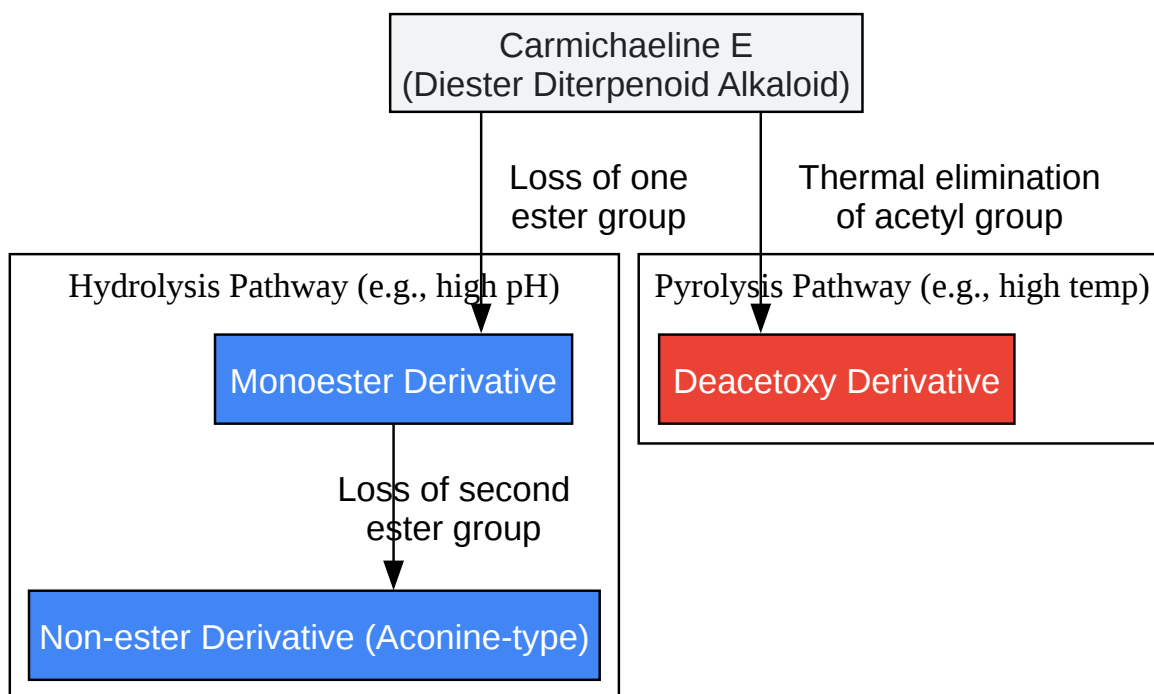 Carmichaeline E
(Diester Diterpenoid Alkaloid)
Loss of one
ester group
Thermal elimination
of acetyl group
Hydrolysis Pathway (e.g., high pH)
Pyrolysis Pathway (e.g., high temp)
Monoester Derivative
Deacetoxy Derivative
Loss of second
ester group
Non-ester Derivative (Aconine-type)